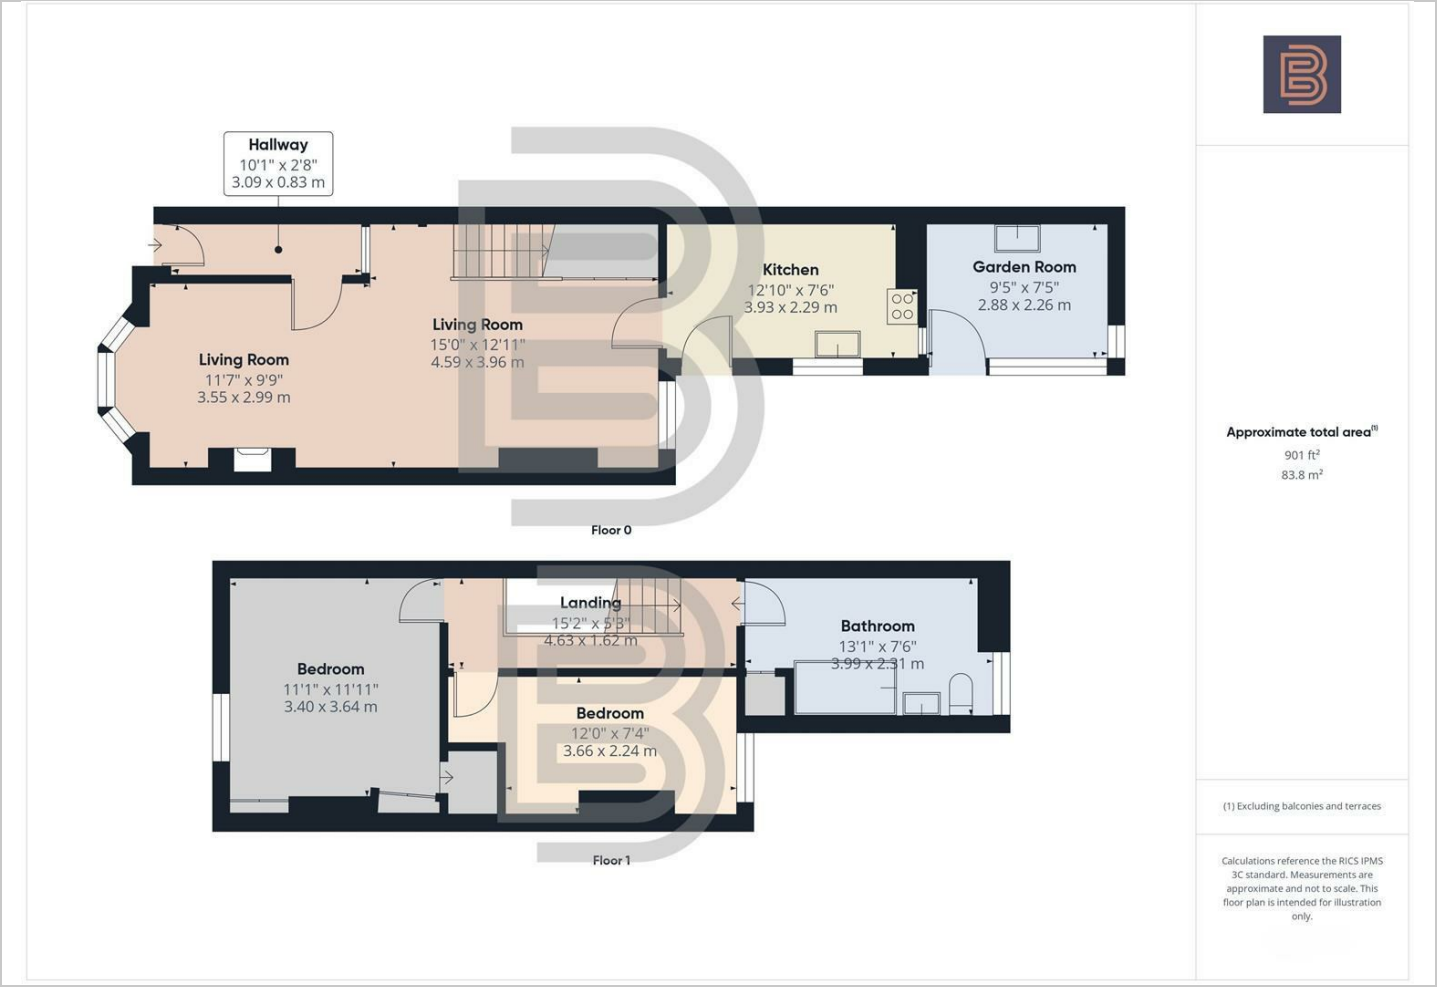 Hallway
10'1" x 2'8"
3.09 x 0.83 m
Living Room
11'7" x 9'9"
3.55 x 2.99 m
Living Room
15'0" x 12'11"
4.59 x 3.96 m
Kitchen
12'10" x 7'6"
3.93 x 2.29 m
Garden Room
9'5" x 7'5"
2.88 x 2.26 m
Floor 0
Landing
15'2" x 5'3"
4.63 x 1.62 m
Bathroom
13'1" x 7'6"
3.99 x 2.31 m
Bedroom
11'1" x 11'11"
3.40 x 3.64 m
Bedroom
12'0" x 7'4"
3.66 x 2.24 m
Floor 1
B
Approximate total area(1)
901 ft²
83.8 m²
(1) Excluding balconies and terraces
Calculations reference the RICS IPMS
3C standard. Measurements are
approximate and not to scale. This
floor plan is intended for illustration
only.